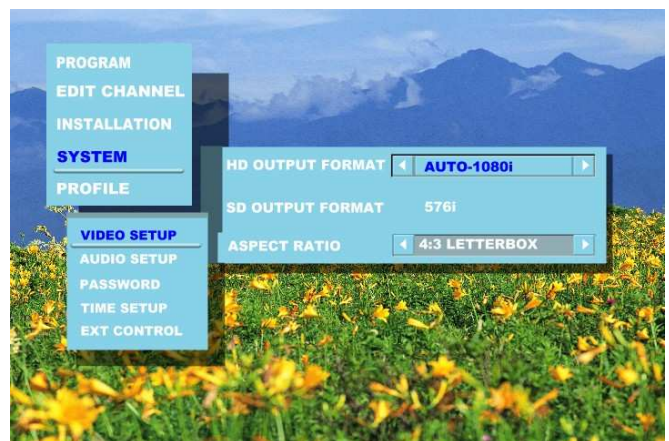 PROGRAM
EDIT CHANNEL
INSTALLATION
SYSTEM
PROFILE
VIDEO SETUP
AUDIO SETUP
PASSWORD
TIME SETUP
EXT CONTROL
HD OUTPUT FORMAT AUTO-1080i
SD OUTPUT FORMAT 576i
ASPECT RATIO 4:3 LETTERBOX